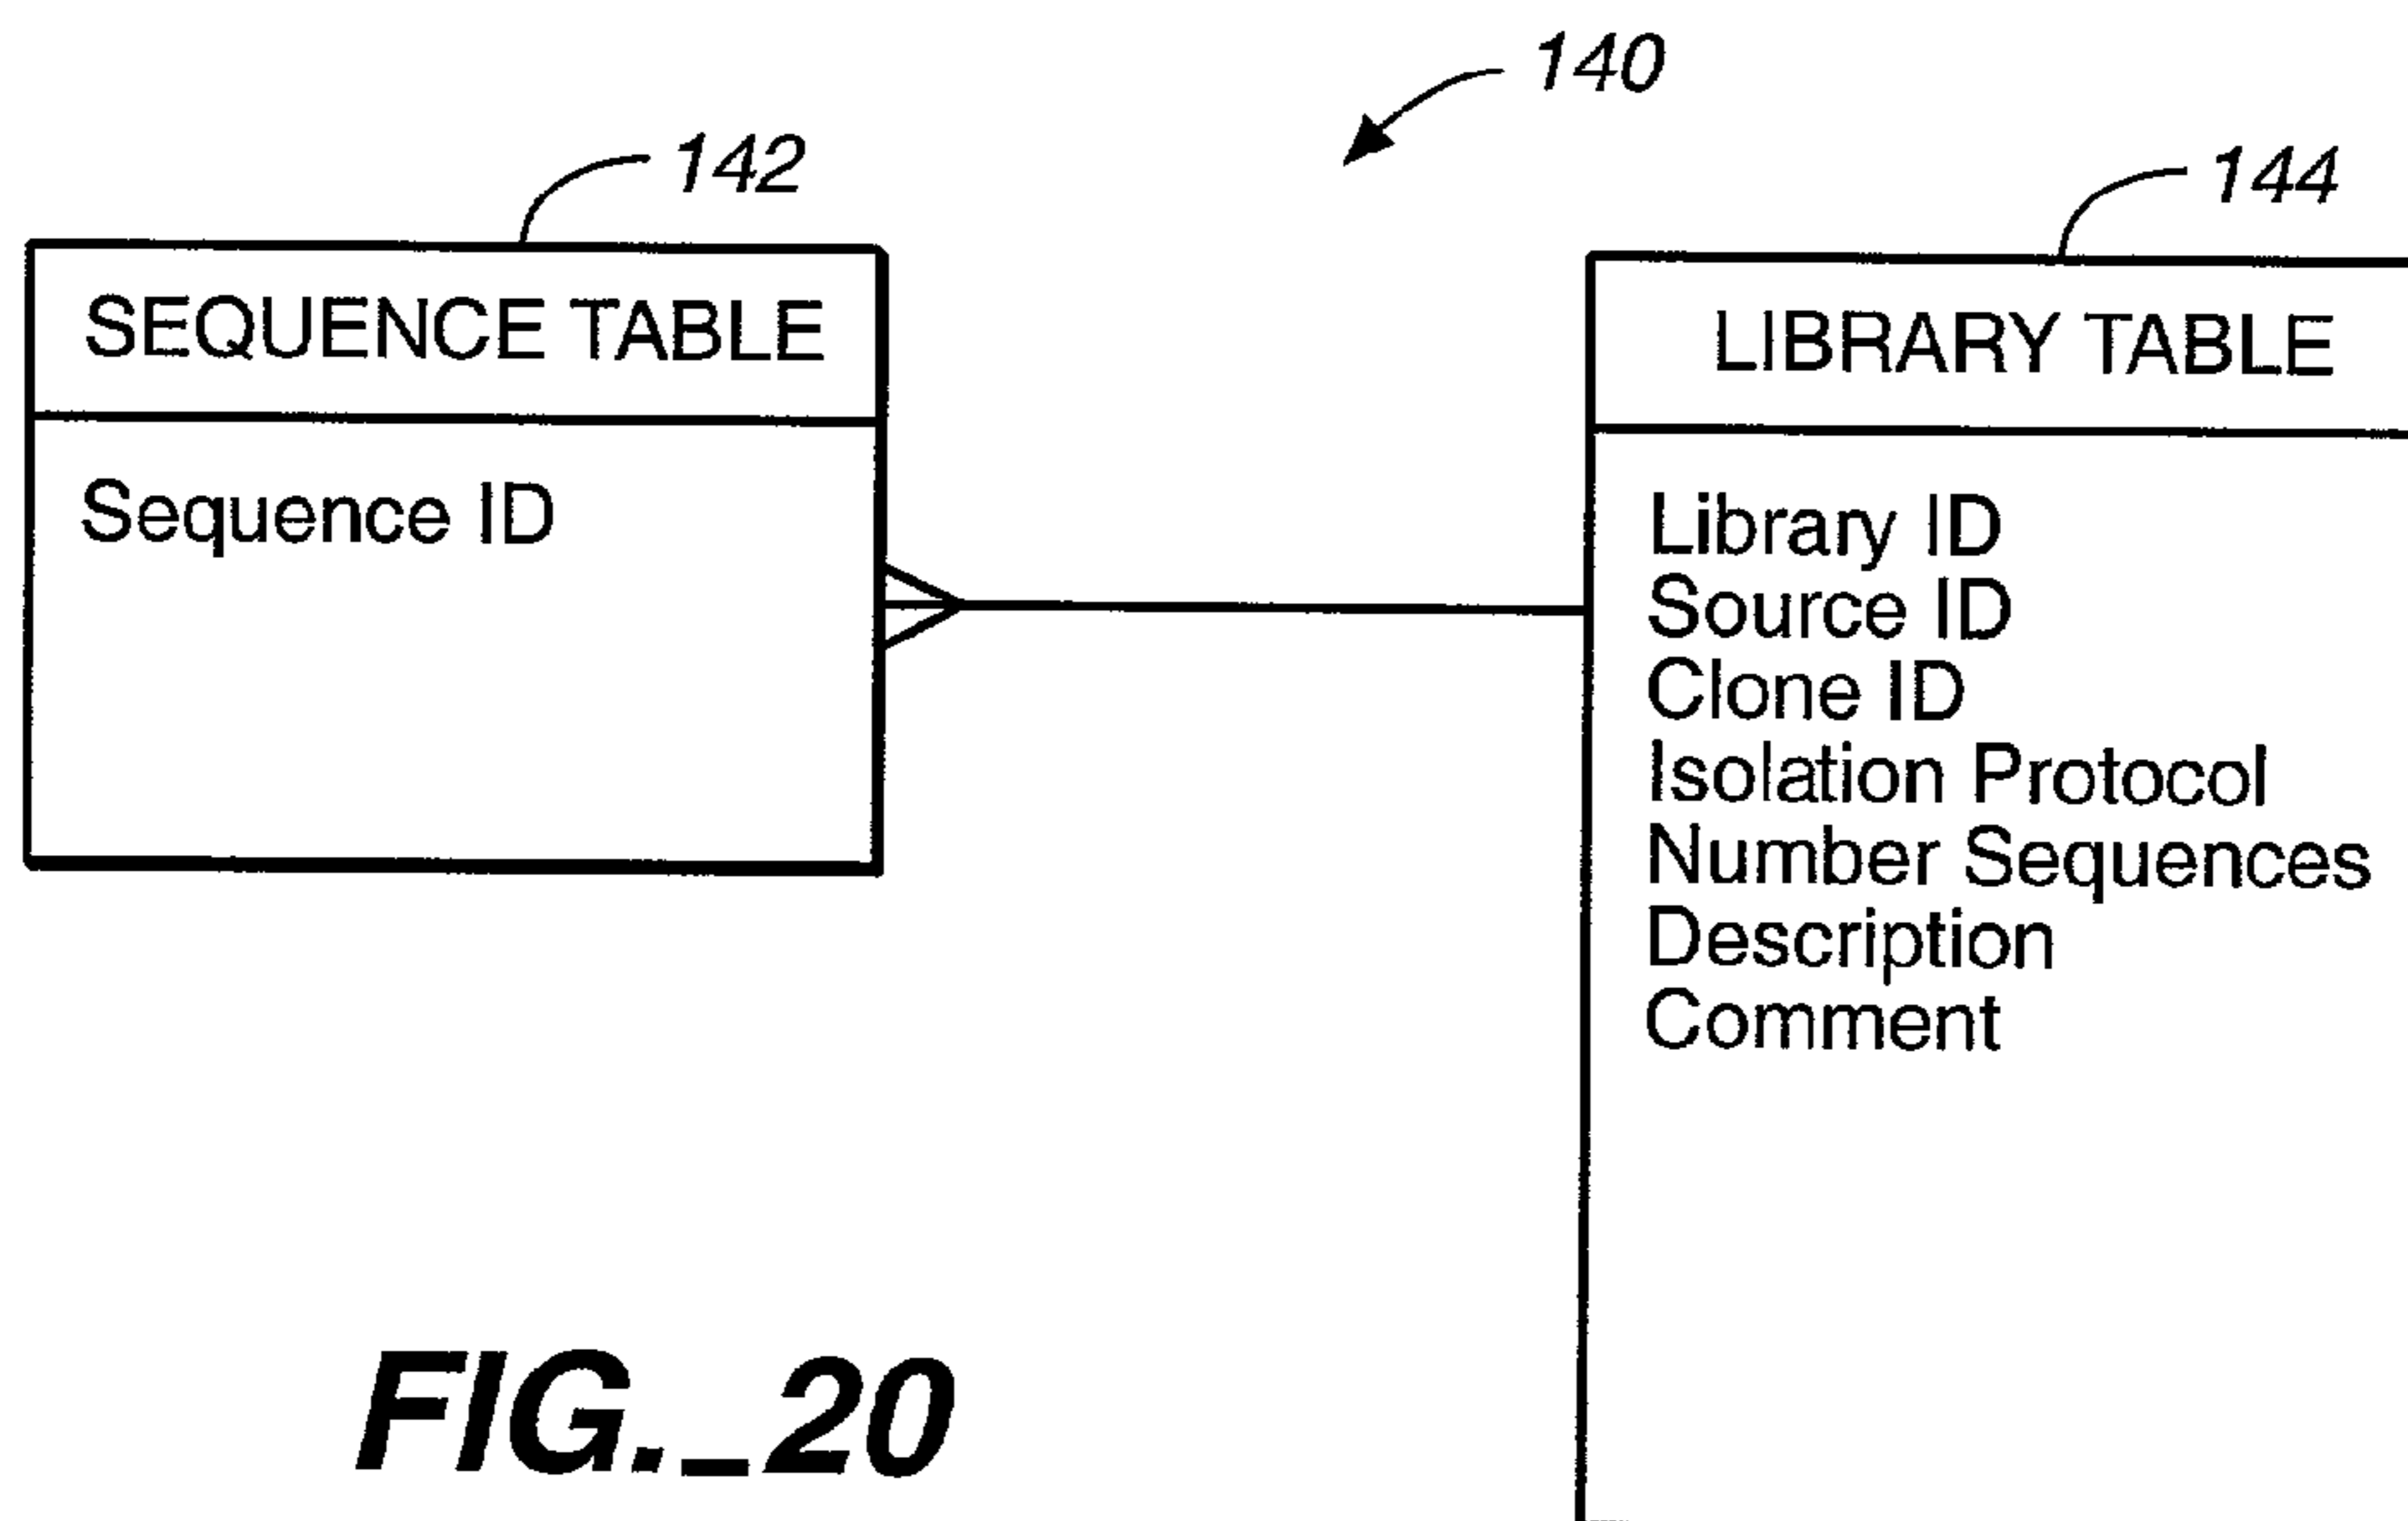 140
142
144
SEQUENCE TABLE
Sequence ID
LIBRARY TABLE
Library ID
Source ID
Clone ID
Isolation Protocol
Number Sequences
Description
Comment
FIG._20